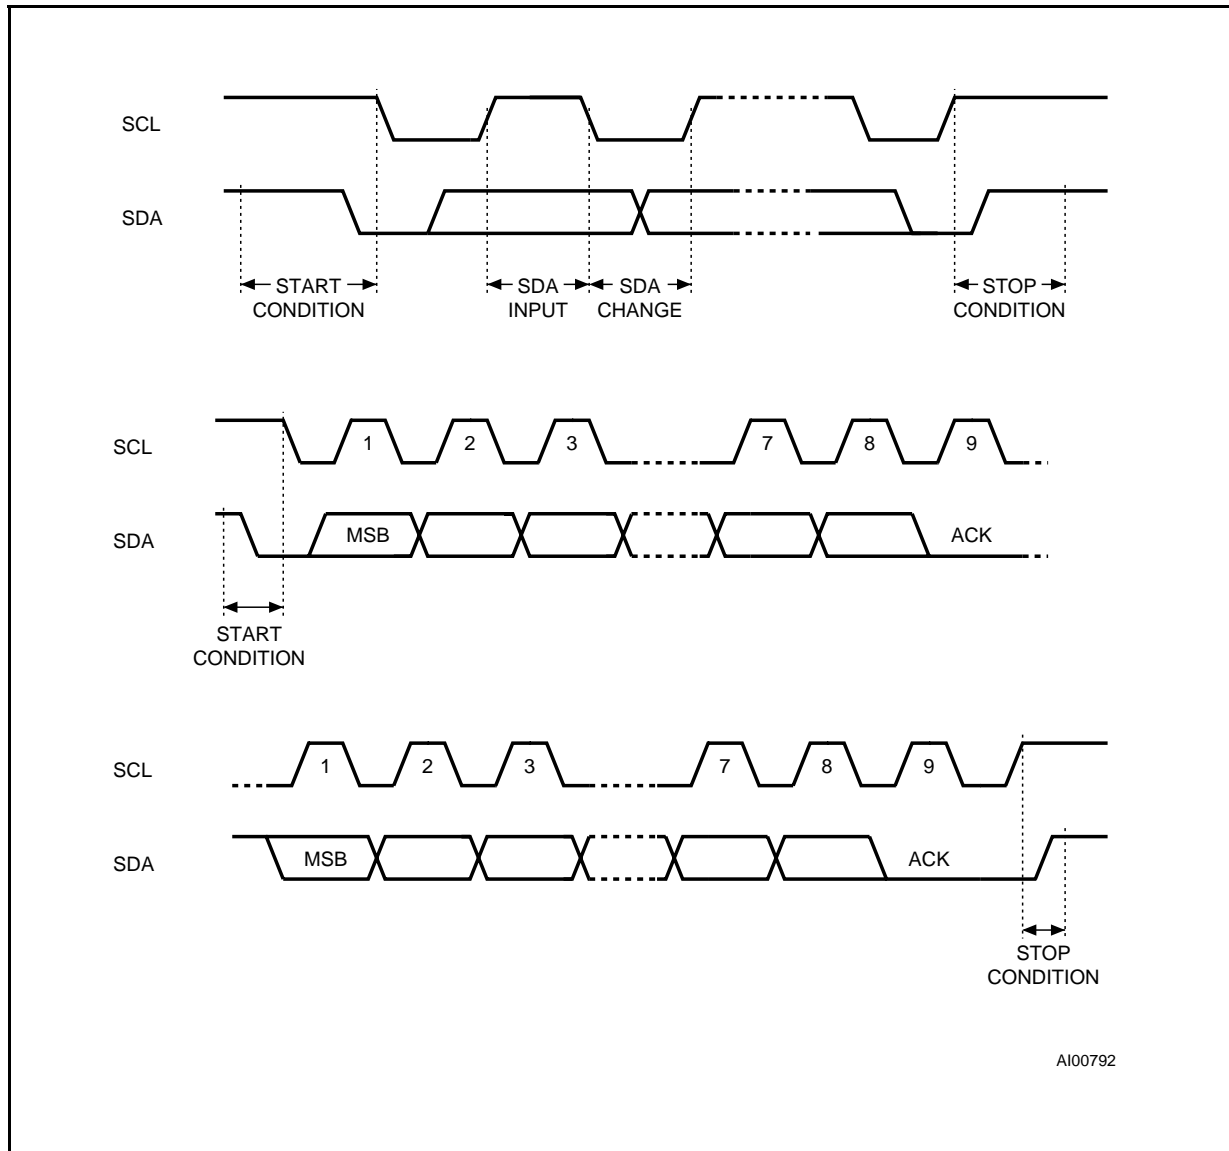 SCL
SDA
START
CONDITION
SDA
INPUT
SDA
CHANGE
STOP
CONDITION
SCL
1 2 3 7 8 9
SDA
MSB ACK
START
CONDITION
SCL
1 2 3 7 8 9
SDA
MSB ACK
STOP
CONDITION
AI00792